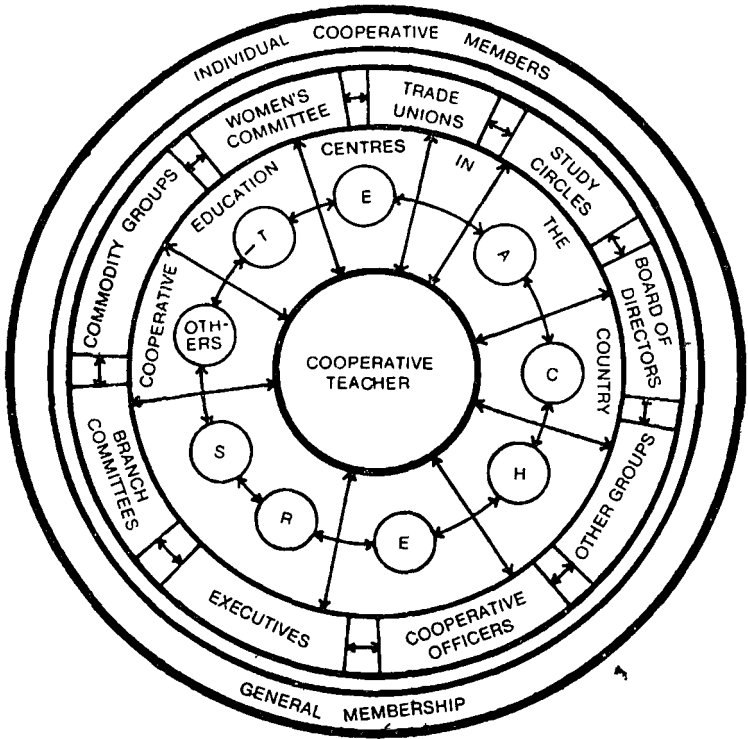 INDIVIDUAL COOPERATIVE MEMBERS
WOMEN'S
COMMITTEE
TRADE
UNIONS
STUDY
CIRCLES
BOARD OF
DIRECTORS
OTHER GROUPS
COOPERATIVE
OFFICERS
EXECUTIVES
BRANCH
COMMITTEES
COMMODITY GROUPS
COOPERATIVE EDUCATION CENTRES IN THE COUNTRY
T
E
A
C
H
E
R
S
OTH-
ERS
COOPERATIVE
TEACHER
GENERAL MEMBERSHIP